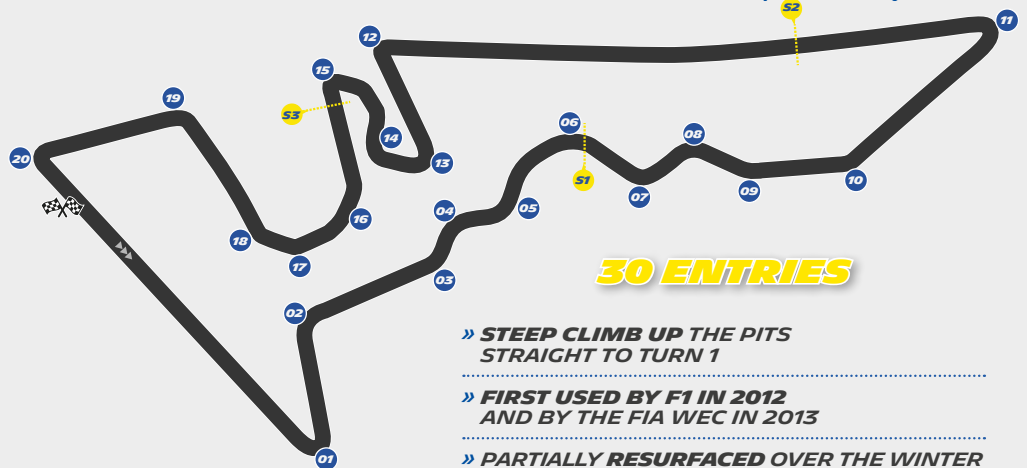 S2
11
12
15
19
S3
06
08
14
13
20
S1
07
09
10
04
05
16
18
17
03
02
30 ENTRIES
» STEEP CLIMB UP THE PITS
STRAIGHT TO TURN 1
» FIRST USED BY F1 IN 2012
AND BY THE FIA WEC IN 2013
01
» PARTIALLY RESURFACED OVER THE WINTER